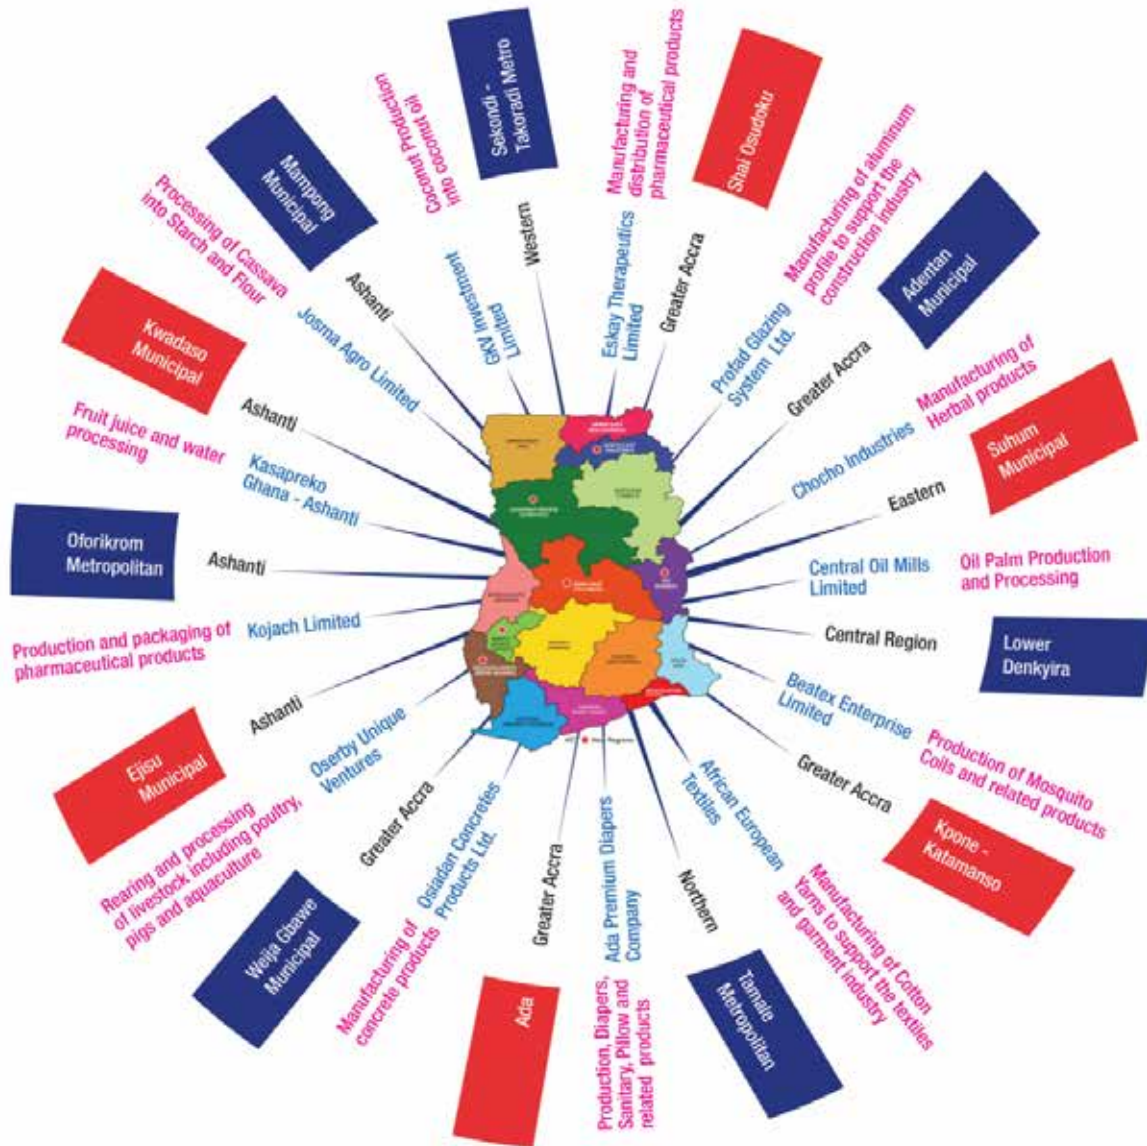 Sekondi -
Takoradi Metro
Western
Manufacturing and
distribution of
pharmaceutical products
Eskay Therapeutics
Limited
Shai Osudoku
Greater Accra
Manufacturing of aluminum
profile to support the
construction industry
Profad Glazing
System Ltd.
Adentan
Municipal
Greater Accra
Manufacturing of
Herbal products
Chocho Industries
Suhum
Municipal
Eastern
Oil Palm Production
and Processing
Central Oil Mills
Limited
Lower
Denkyira
Central Region
Production of Mosquito
Coils and related products
Beatex Enterprise
Limited
Kpone -
Katamanso
Greater Accra
Manufacturing of Cotton
Yarns to support the textiles
and garment industry
African European
Textiles
Tamale
Metropolitan
Northern
Production, Diapers,
Sanitary, Pillow and
related products
Ada Premium Diapers
Company
Ada
Greater Accra
Manufacturing of
concrete products
Osiadan Concretes
Products Ltd.
Weija Gbawe
Municipal
Greater Accra
Rearing and processing
of livestock including poultry,
pigs and aquaculture
Oserby Unique
Ventures
Ejisu
Municipal
Ashanti
Production and packaging of
pharmaceutical products
Kojach Limited
Oforikrom
Metropolitan
Ashanti
Fruit juice and water
processing
Kasapreko
Ghana - Ashanti
Kwadaso
Municipal
Ashanti
Processing of Cassava
into Starch and Flour
Josma Agro Limited
Mampong
Municipal
Ashanti
Coconut Production
into coconut oil
GKV Investment
Limited